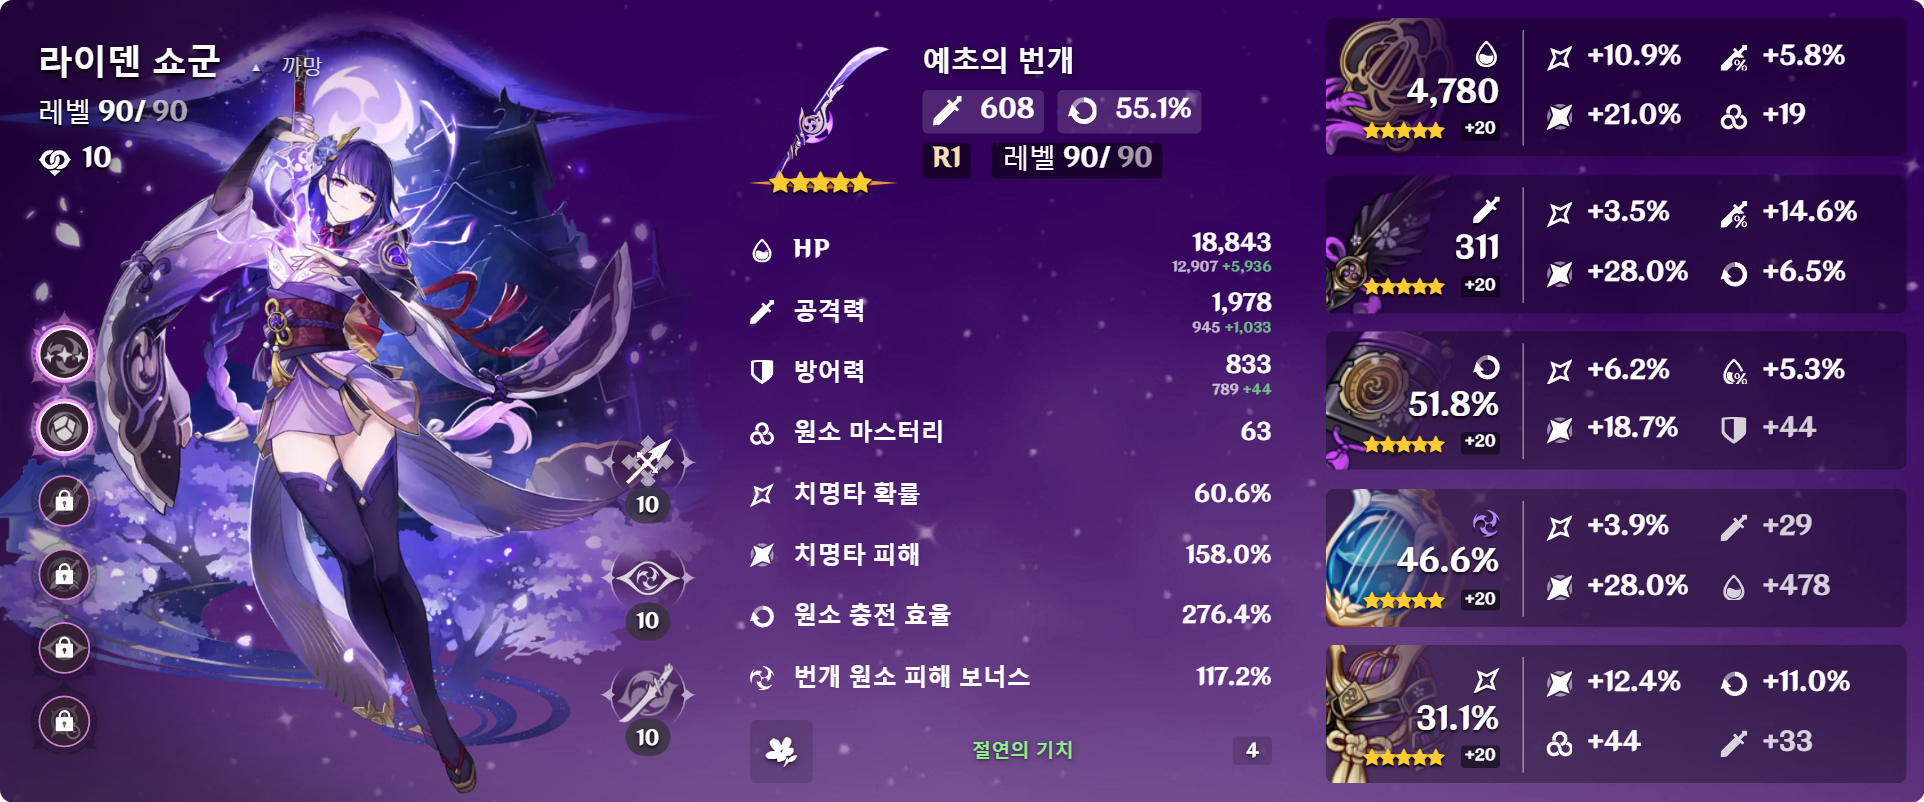 라이덴 쇼군
까망
레벨 90/ 90
10
10
10
10
예초의 번개
608 55.1%
R1 레벨 90/ 90
HP 18,843
12,907 +5,936
공격력 1,978
945 +1,033
방어력 833
789 +44
원소 마스터리 63
치명타 확률 60.6%
치명타 피해 158.0%
원소 충전 효율 276.4%
번개 원소 피해 보너스 117.2%
절연의 기치 4
4,780
+20
+10.9% +5.8%
+21.0% +19
311
+20
+3.5% +14.6%
+28.0% +6.5%
51.8%
+20
+6.2% +5.3%
+18.7% +44
46.6%
+20
+3.9% +29
+28.0% +478
31.1%
+20
+12.4% +11.0%
+44 +33